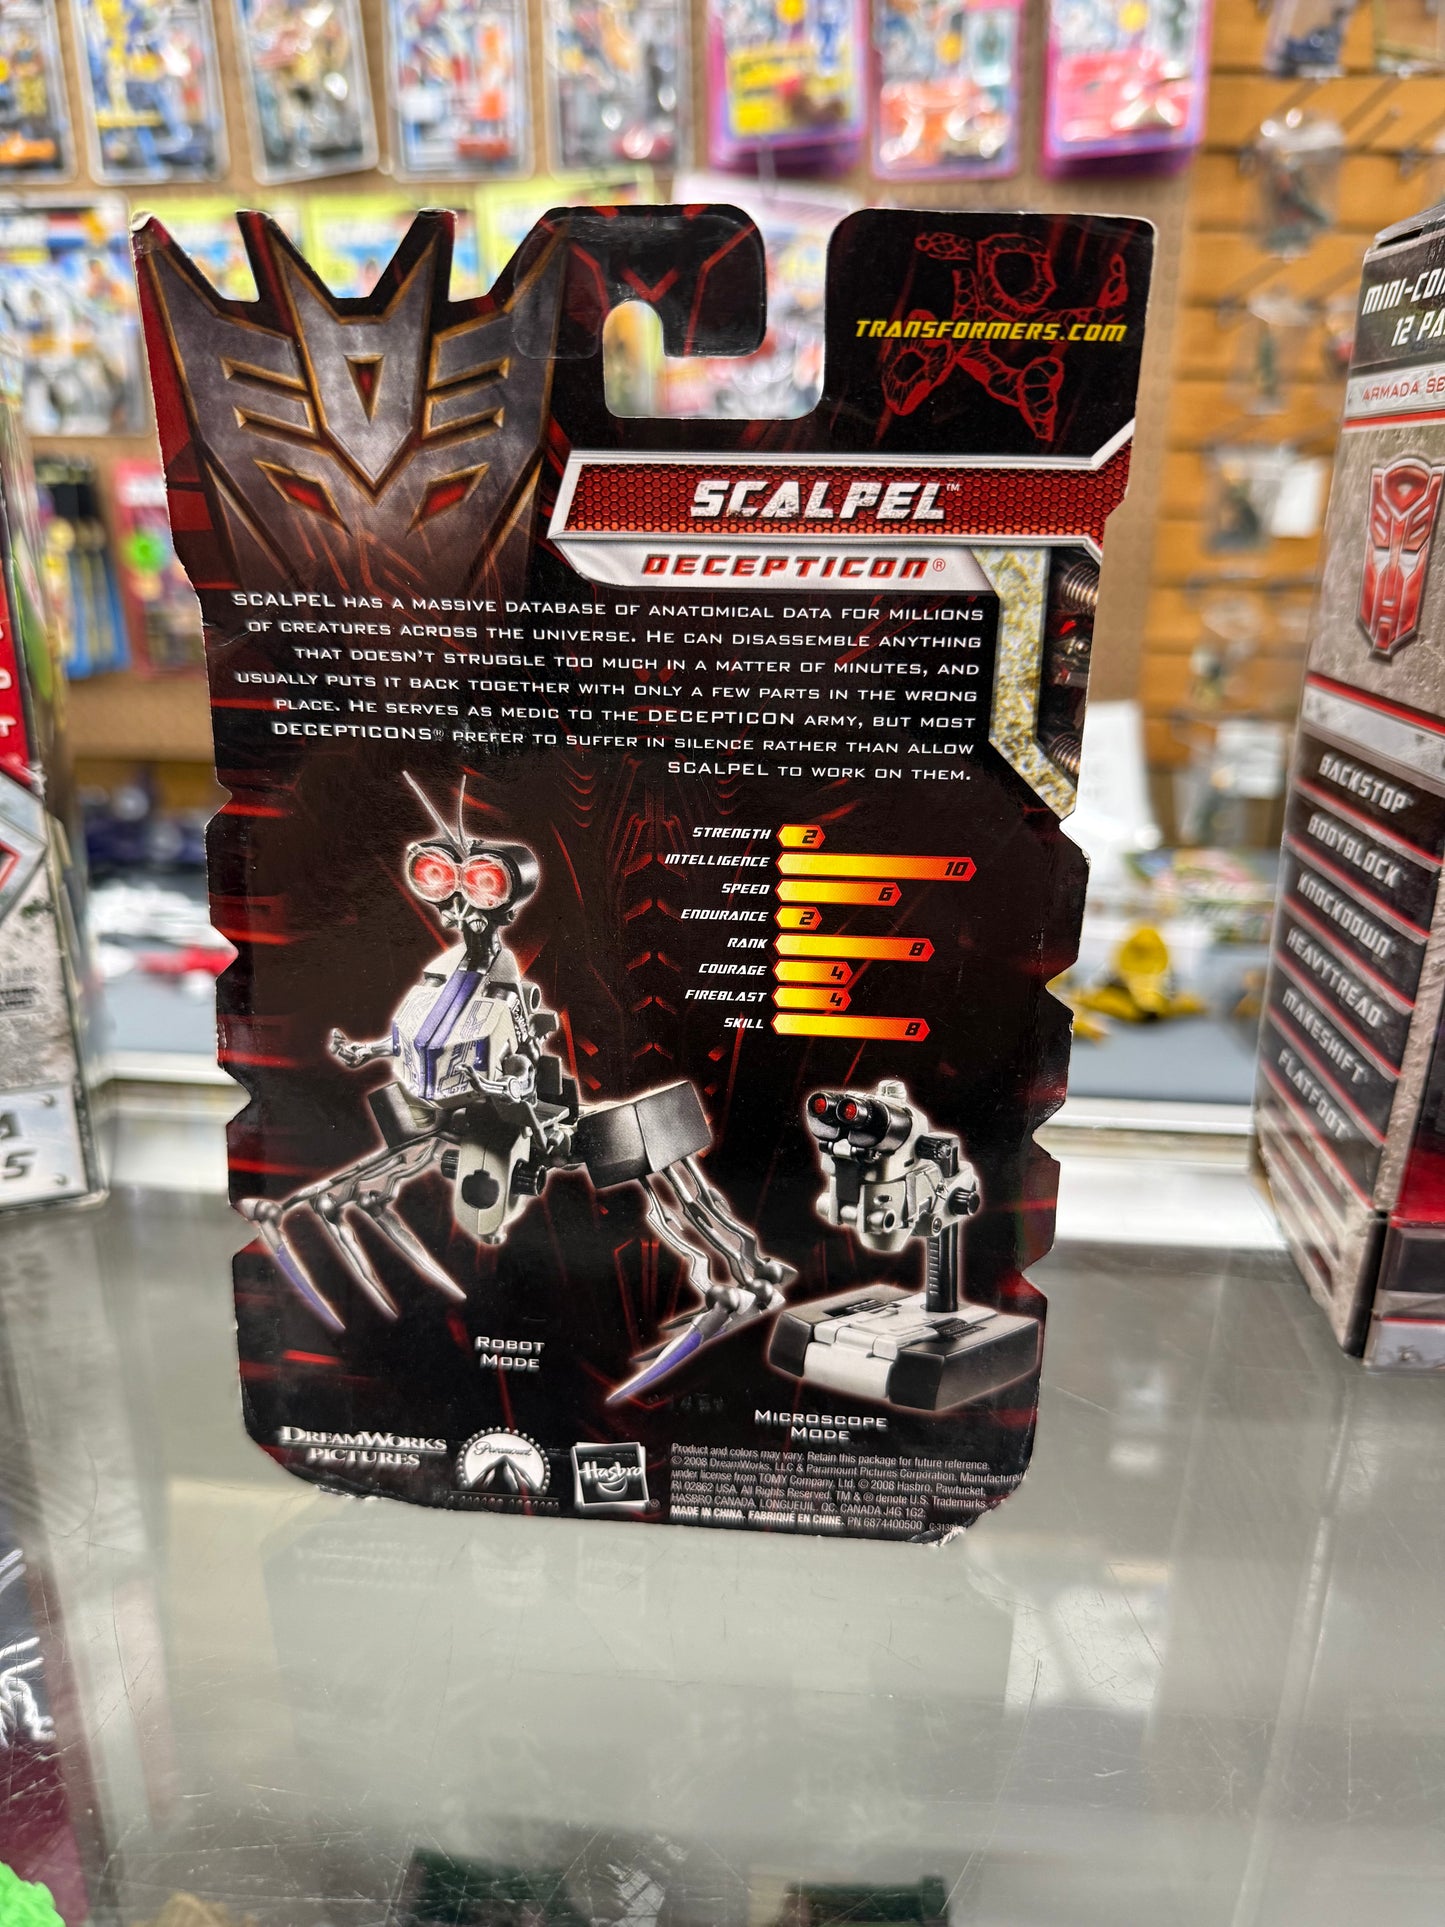 TRANSFORMERS.COM
SCALPEL™
DECEPTICON®
SCALPEL HAS A MASSIVE DATABASE OF ANATOMICAL DATA FOR MILLIONS
OF CREATURES ACROSS THE UNIVERSE. HE CAN DISASSEMBLE ANYTHING
THAT DOESN'T STRUGGLE TOO MUCH IN A MATTER OF MINUTES, AND
USUALLY PUTS IT BACK TOGETHER WITH ONLY A FEW PARTS IN THE WRONG
PLACE. HE SERVES AS MEDIC TO THE DECEPTICON ARMY, BUT MOST
DECEPTICONS® PREFER TO SUFFER IN SILENCE RATHER THAN ALLOW
SCALPEL TO WORK ON THEM.
STRENGTH 2
INTELLIGENCE 10
SPEED 6
ENDURANCE 2
RANK 8
COURAGE 4
FIREBLAST 4
SKILL 8
ROBOT
MODE
MICROSCOPE
MODE
DREAMWORKS
PICTURES
Paramount
Hasbro
Product and colors may vary. Retain this package for future reference.
© 2008 DreamWorks, LLC & Paramount Pictures Corporation. Manufactured
under license from TOMY Company, Ltd. © 2008 Hasbro, Pawtucket,
RI 02862 USA. All Rights Reserved. TM & ® denote U.S. Trademarks.
HASBRO CANADA, LONGUEUIL, QC, CANADA J4G 1G2.
MADE IN CHINA. FABRIQUÉ EN CHINE. PN 6874400500
MINI-CON
12 PA
ARMADA SE
BACKSTOP
BODYBLOCK
KNOCKDOWN
HEAVYTREAD
MAKESHIFT
FLATFOOT